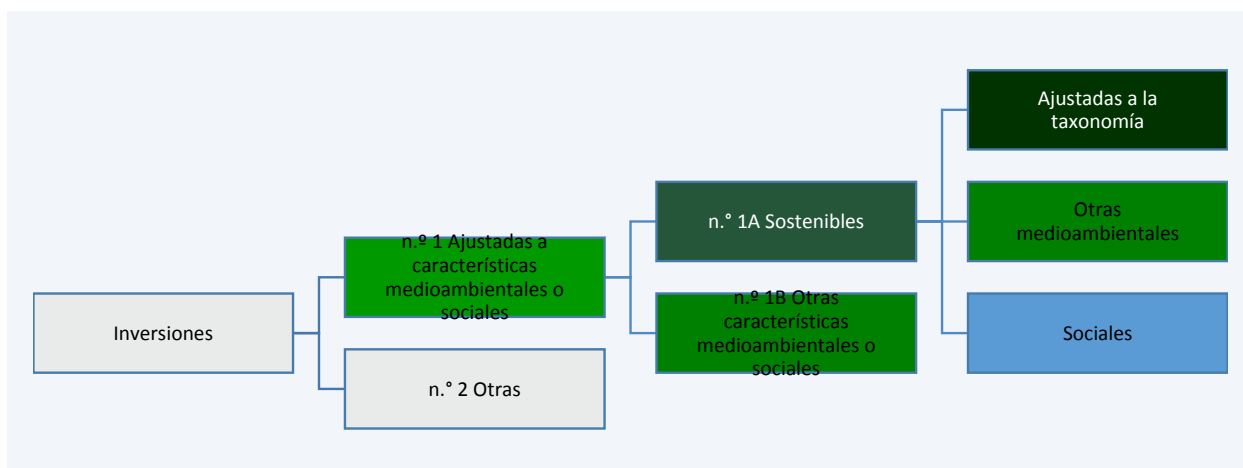 Inversiones
n.º 1 Ajustadas a
características
medioambientales o
sociales
n.° 2 Otras
n.° 1A Sostenibles
n.º 1B Otras
características
medioambientales o
sociales
Ajustadas a la
taxonomía
Otras
medioambientales
Sociales